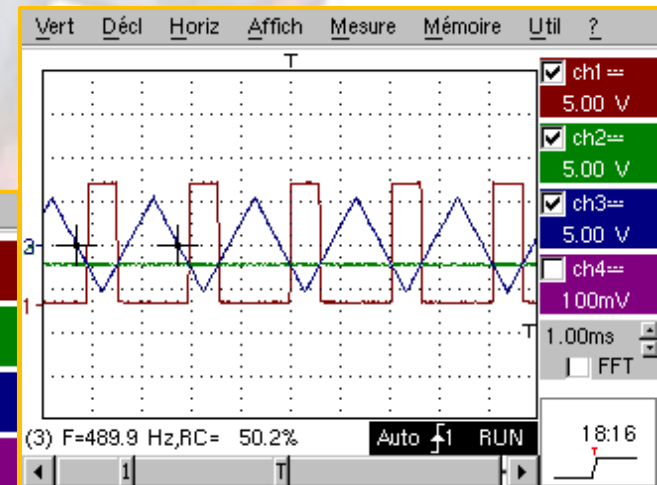 Vert Décl Horiz Affich Mesure Mémoire Util ?
T
ch1
5.00 V
ch2
5.00 V
3
ch3
5.00 V
ch4
100mV
1
T
1.00ms
FFT
(3) F=489.9 Hz,RC= 50.2% Auto 1 RUN
18:16
T
1 T